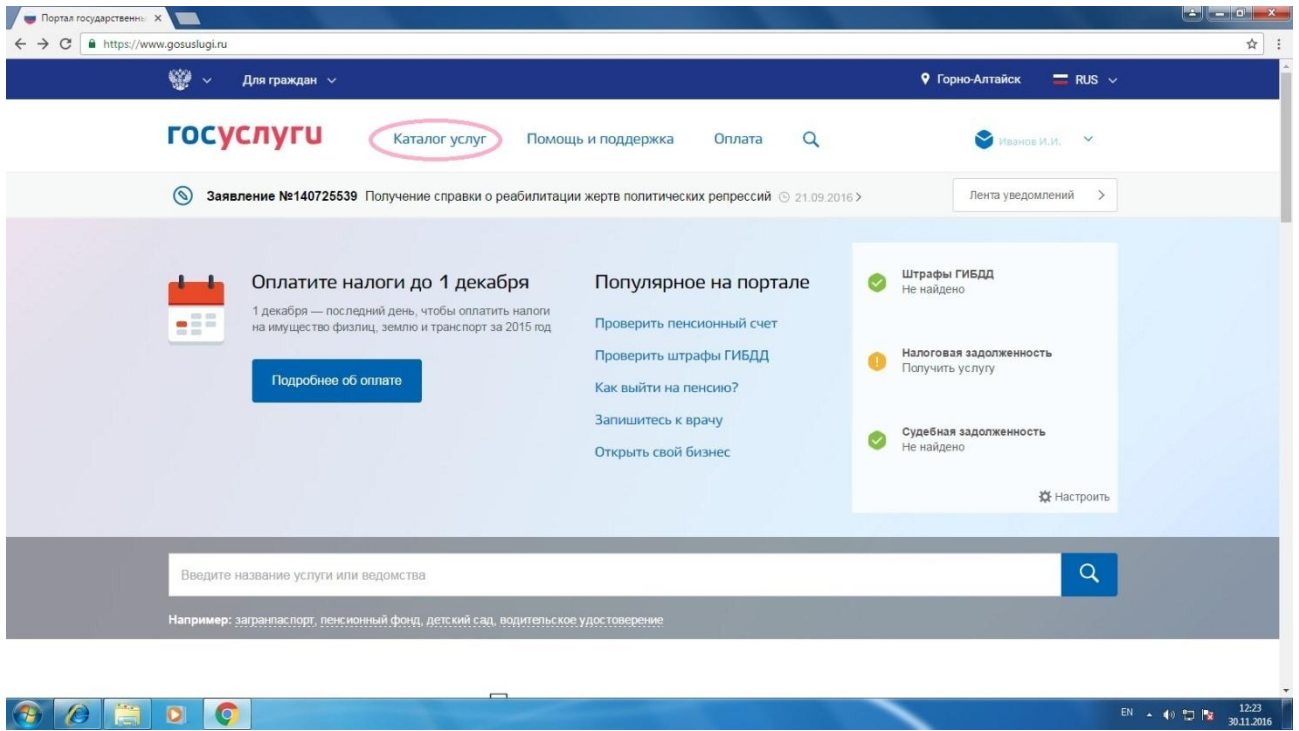 Портал государственны
https://www.gosuslugi.ru
Для граждан
Горно-Алтайск
RUS
госуслуги
Каталог услуг
Помощь и поддержка
Оплата
Иванов И.И.
Заявление №140725539 Получение справки о реабилитации жертв политических репрессий 21.09.2016
Лента уведомлений
Оплатите налоги до 1 декабря
1 декабря — последний день, чтобы оплатить налоги
на имущество физлиц, землю и транспорт за 2015 год
Подробнее об оплате
Популярное на портале
Проверить пенсионный счет
Проверить штрафы ГИБДД
Как выйти на пенсию?
Запишитесь к врачу
Открыть свой бизнес
Штрафы ГИБДД
Не найдено
Налоговая задолженность
Получить услугу
Судебная задолженность
Не найдено
Настроить
Введите название услуги или ведомства
Например: загранпаспорт, пенсионный фонд, детский сад, водительское удостоверение
EN
12:23
30.11.2016